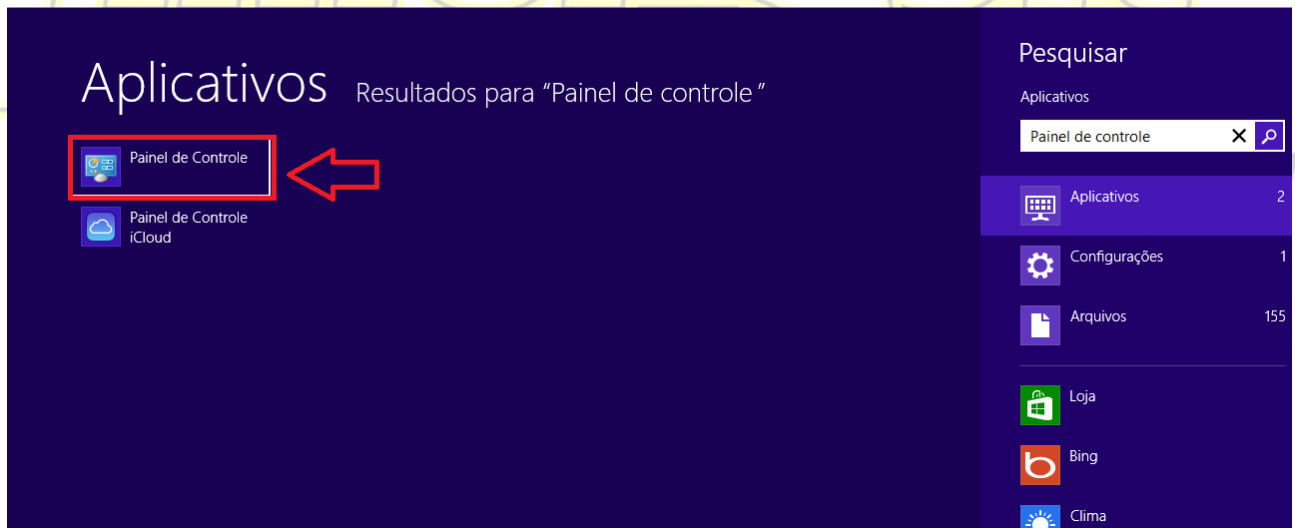 Aplicativos Resultados para “Painel de controle”
Painel de Controle
Painel de Controle
iCloud
Pesquisar
Aplicativos
Painel de controle
Aplicativos 2
Configurações 1
Arquivos 155
Loja
Bing
Clima